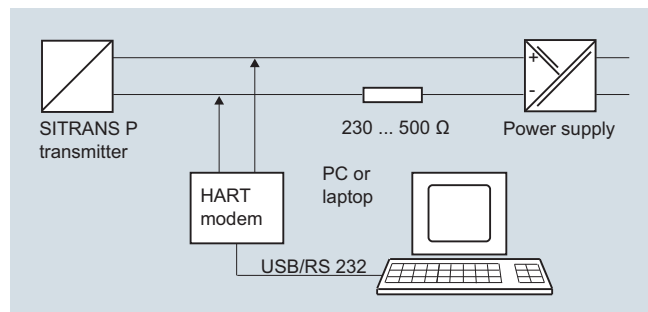 +
-
SITRANS P
transmitter
230 ... 500 Ω
Power supply
PC or
laptop
HART
modem
USB/RS 232